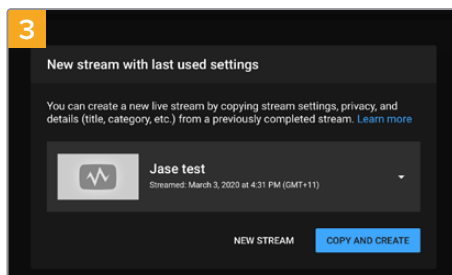 3
New stream with last used settings
You can create a new live stream by copying stream settings, privacy, and
details (title, category, etc.) from a previously completed stream. Learn more
Jase test
Streamed: March 3, 2020 at 4:31 PM (GMT+11)
NEW STREAM
COPY AND CREATE